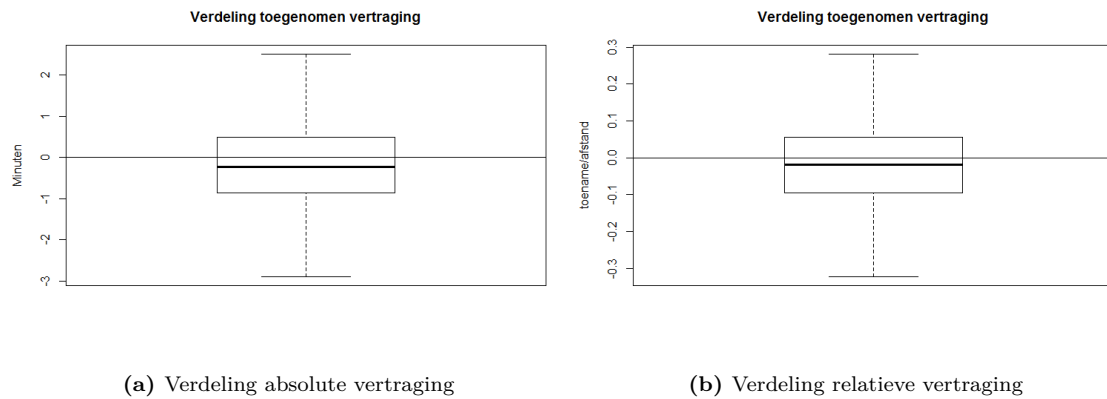 Verdeling toegenomen vertraging
Minuten
2
1
0
-1
-2
-3
(a) Verdeling absolute vertraging
Verdeling toegenomen vertraging
toename/afstand
0.3
0.2
0.1
0.0
-0.1
-0.2
-0.3
(b) Verdeling relatieve vertraging